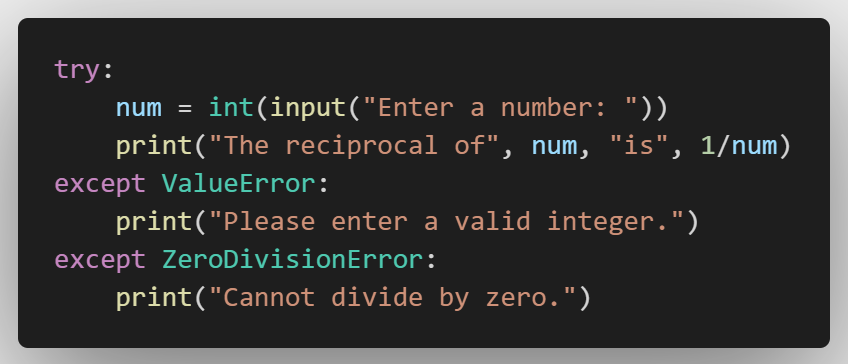 try:
    num = int(input("Enter a number: "))
    print("The reciprocal of", num, "is", 1/num)
except ValueError:
    print("Please enter a valid integer.")
except ZeroDivisionError:
    print("Cannot divide by zero.")